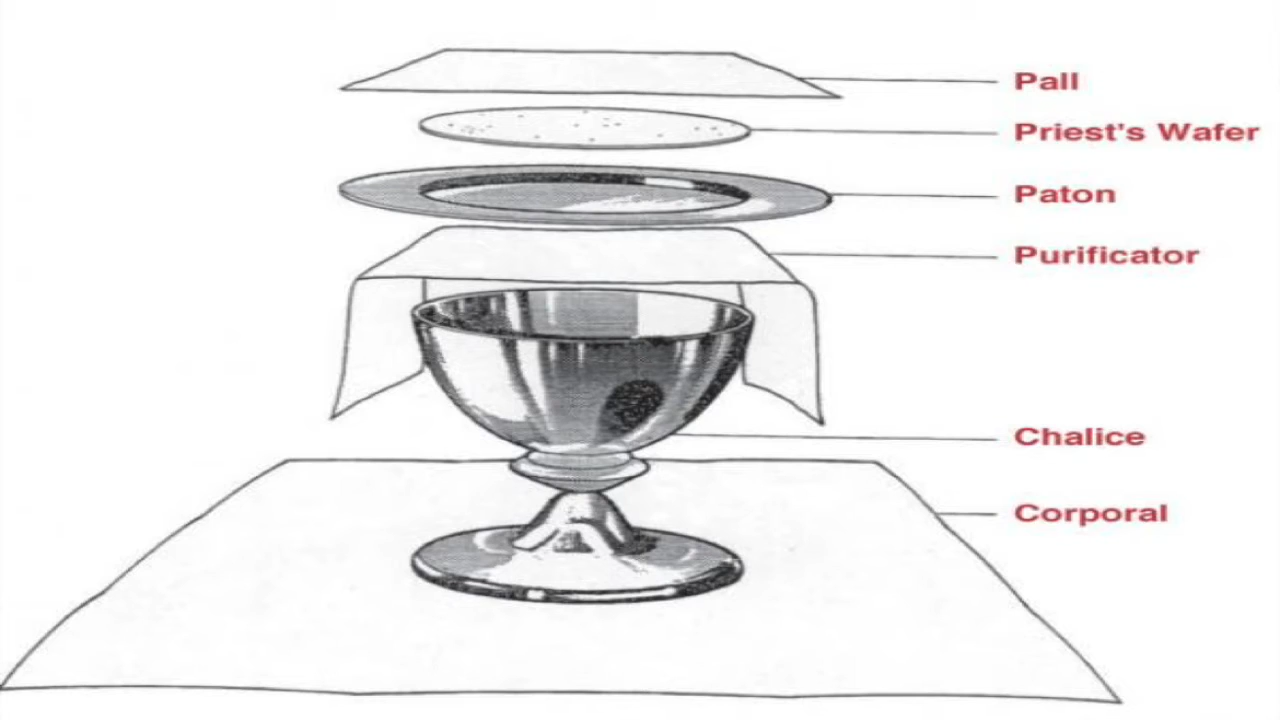 Pall
Priest's Wafer
Paton
Purificator
Chalice
Corporal